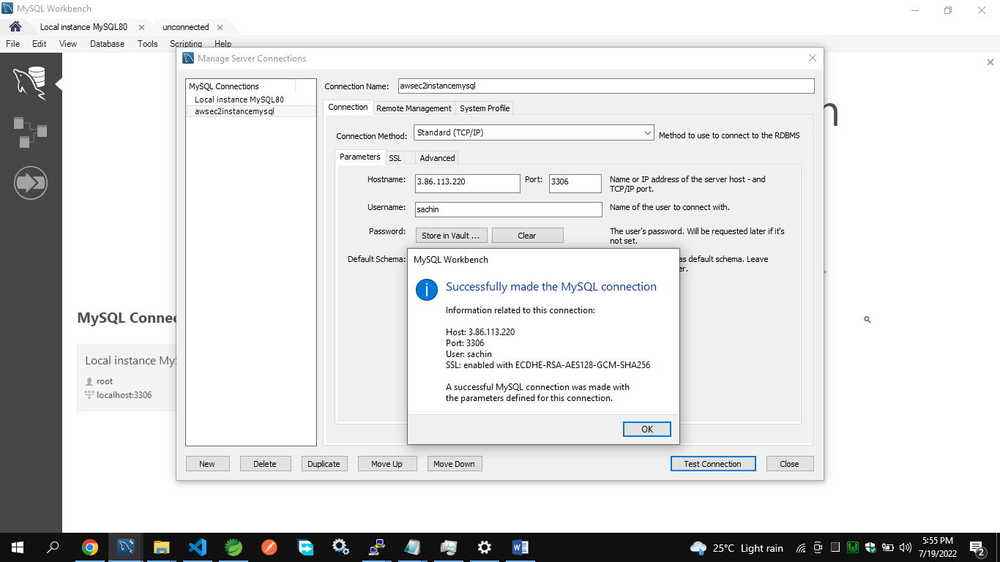 MySQL Workbench
Local instance MySQL80
unconnected
File Edit View Database Tools Scripting Help
Manage Server Connections
MySQL Connections
Local instance MySQL80
awsec2instancemysql
Connection Name: awsec2instancemysql
Connection Remote Management System Profile
Connection Method: Standard (TCP/IP) Method to use to connect to the RDBMS
Parameters SSL Advanced
Hostname: 3.86.113.220 Port: 3306 Name or IP address of the server host - and
TCP/IP port.
Username: sachin Name of the user to connect with.
Password: Store in Vault ... Clear The user's password. Will be requested later if it's
not set.
Default Schema: as default schema. Leave
er.
MySQL Workbench
Successfully made the MySQL connection
Information related to this connection:
Host: 3.86.113.220
Port: 3306
User: sachin
SSL: enabled with ECDHE-RSA-AES128-GCM-SHA256
A successful MySQL connection was made with
the parameters defined for this connection.
OK
New Delete Duplicate Move Up Move Down Test Connection Close
n
MySQL Connec
Local instance MyS
root
localhost:3306
25°C Light rain
5:55 PM
7/19/2022
2